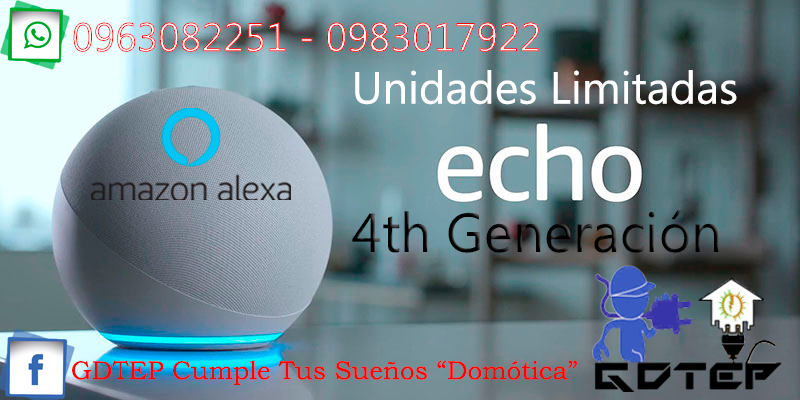 0963082251 - 0983017922
Unidades Limitadas
echo
4th Generación
amazon alexa
GDTEP Cumple Tus Sueños “Domótica”
GDTEP